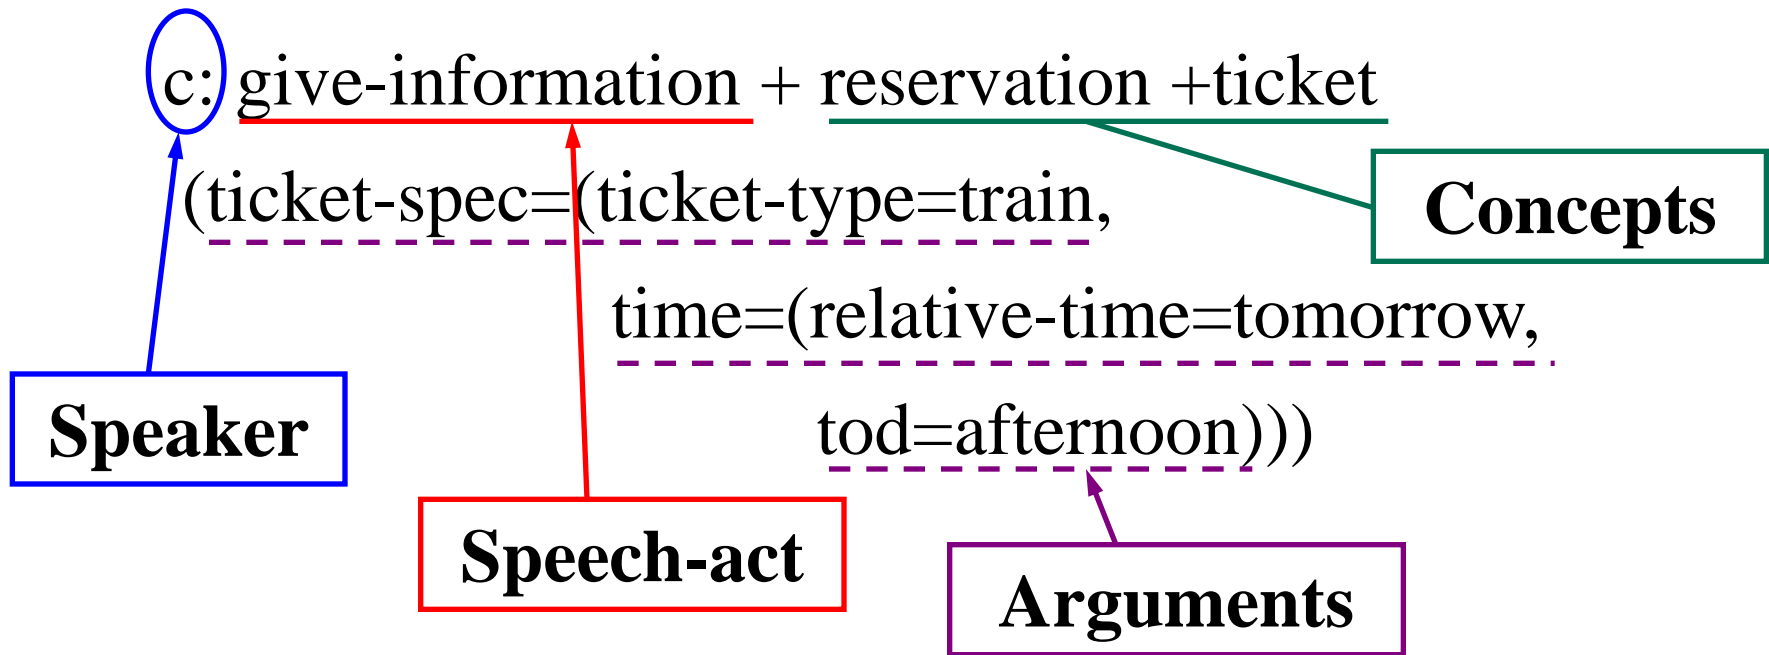 c: give-information + reservation +ticket
(ticket-spec=(ticket-type=train,
Concepts
time=(relative-time=tomorrow,
Speaker
tod=afternoon)))
Speech-act
Arguments